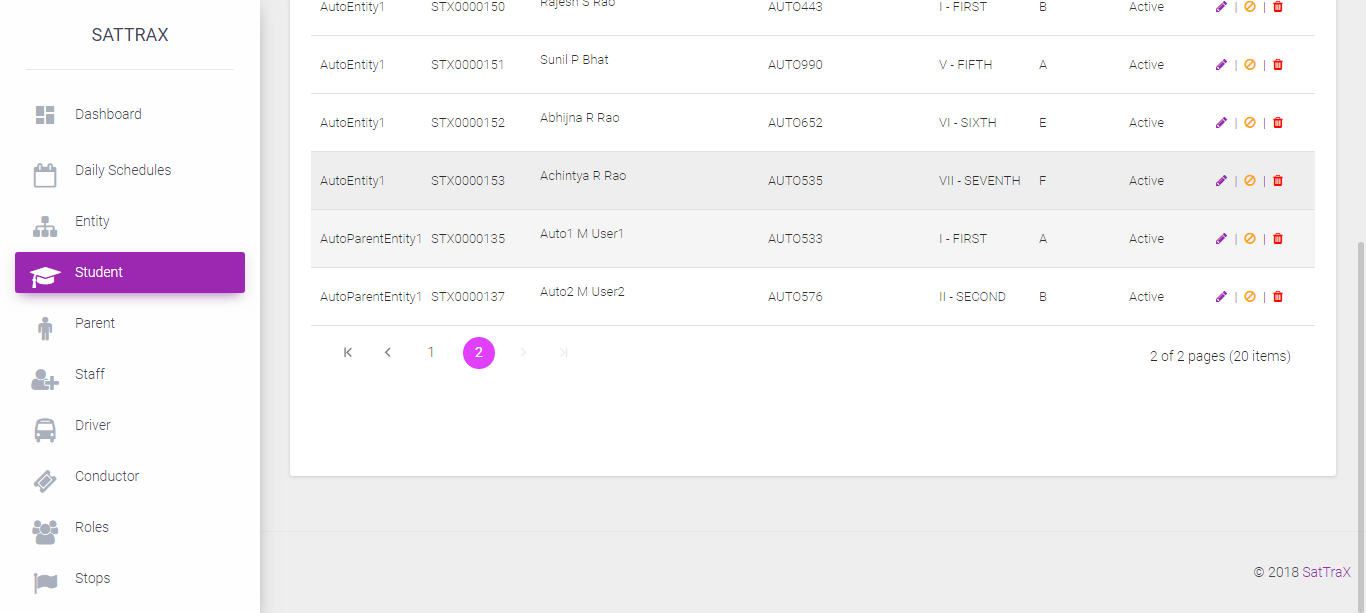 SATTRAX
Dashboard
Daily Schedules
Entity
Student
Parent
Staff
Driver
Conductor
Roles
Stops
AutoEntity1 STX0000150 Rajesh S Rao AUTO443 I - FIRST B Active | |
AutoEntity1 STX0000151 Sunil P Bhat AUTO990 V - FIFTH A Active | |
AutoEntity1 STX0000152 Abhijna R Rao AUTO652 VI - SIXTH E Active | |
AutoEntity1 STX0000153 Achintya R Rao AUTO535 VII - SEVENTH F Active | |
AutoParentEntity1 STX0000135 Auto1 M User1 AUTO533 I - FIRST A Active | |
AutoParentEntity1 STX0000137 Auto2 M User2 AUTO576 II - SECOND B Active | |
1 2 2 of 2 pages (20 items)
© 2018 SatTraX